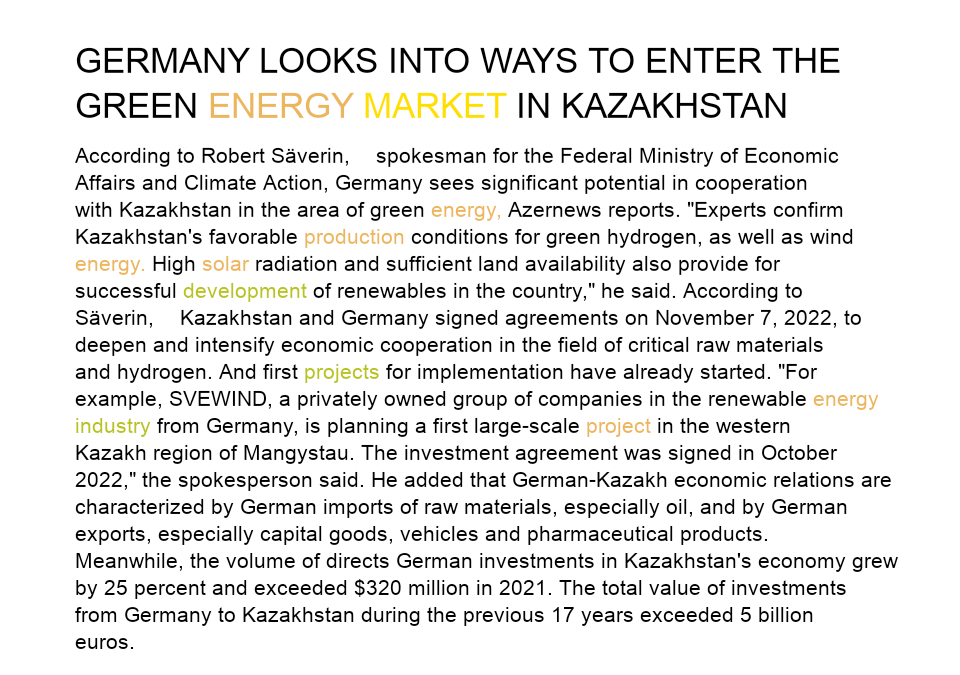 GERMANY LOOKS INTO WAYS TO ENTER THE
GREEN ENERGY MARKET IN KAZAKHSTAN
According to Robert Säverin, spokesman for the Federal Ministry of Economic
Affairs and Climate Action, Germany sees significant potential in cooperation
with Kazakhstan in the area of green energy, Azernews reports. "Experts confirm
Kazakhstan's favorable production conditions for green hydrogen, as well as wind
energy. High solar radiation and sufficient land availability also provide for
successful development of renewables in the country," he said. According to
Säverin, Kazakhstan and Germany signed agreements on November 7, 2022, to
deepen and intensify economic cooperation in the field of critical raw materials
and hydrogen. And first projects for implementation have already started. "For
example, SVEWIND, a privately owned group of companies in the renewable energy
industry from Germany, is planning a first large-scale project in the western
Kazakh region of Mangystau. The investment agreement was signed in October
2022," the spokesperson said. He added that German-Kazakh economic relations are
characterized by German imports of raw materials, especially oil, and by German
exports, especially capital goods, vehicles and pharmaceutical products.
Meanwhile, the volume of directs German investments in Kazakhstan's economy grew
by 25 percent and exceeded $320 million in 2021. The total value of investments
from Germany to Kazakhstan during the previous 17 years exceeded 5 billion
euros.